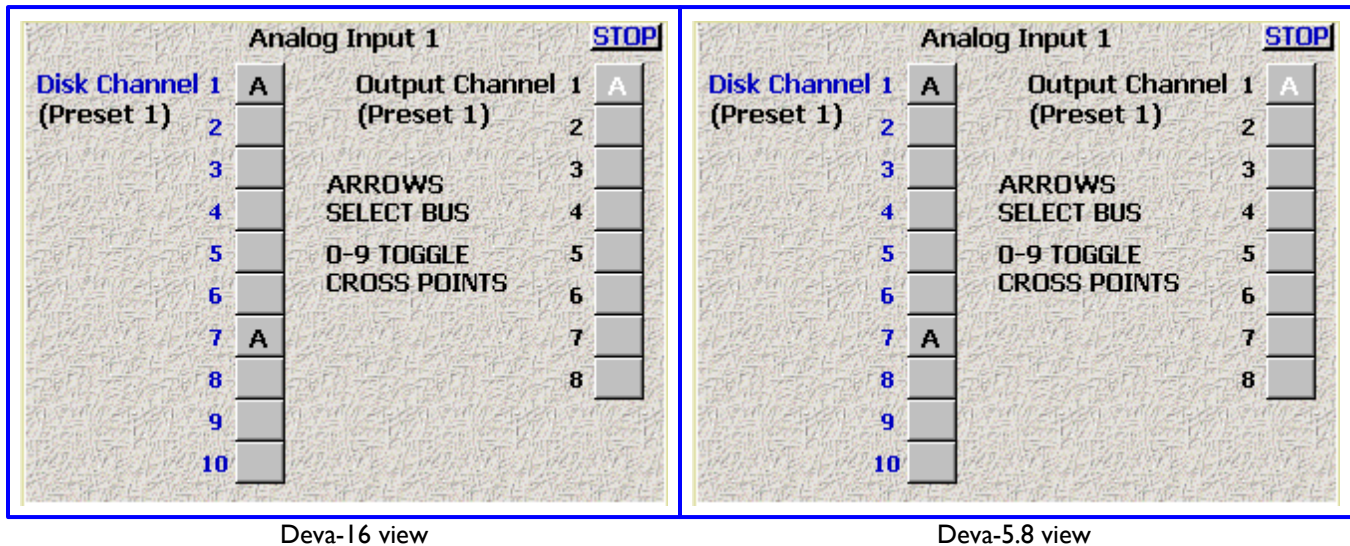 Analog Input 1 STOP
Disk Channel 1 A Output Channel 1 A
(Preset 1) 2 (Preset 1) 2
3 3
ARROWS
4 SELECT BUS 4
5 0-9 TOGGLE 5
6 CROSS POINTS 6
7 A 7
8 8
9
10
Deva-16 view
Analog Input 1 STOP
Disk Channel 1 A Output Channel 1 A
(Preset 1) 2 (Preset 1) 2
3 3
ARROWS
4 SELECT BUS 4
5 0-9 TOGGLE 5
6 CROSS POINTS 6
7 A 7
8 8
9
10
Deva-5.8 view